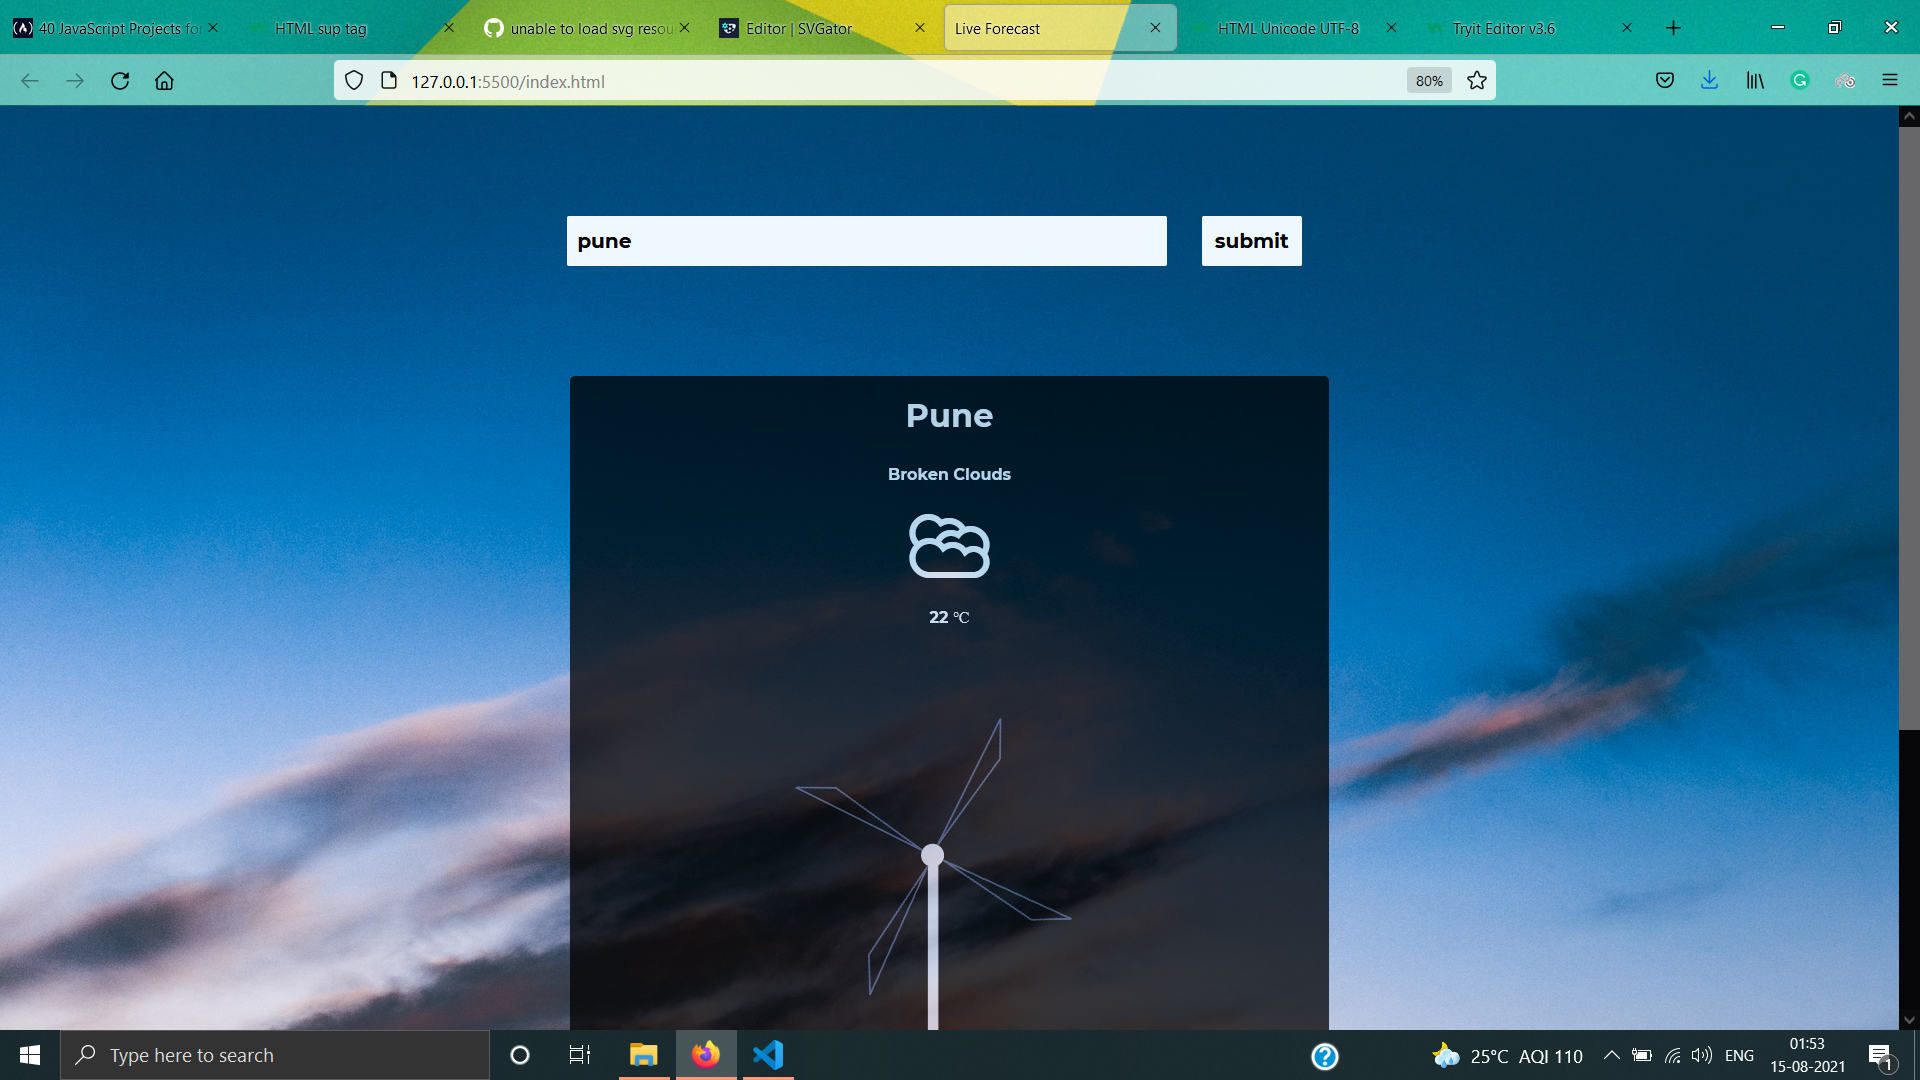 40 JavaScript Projects for
HTML sup tag
unable to load svg resou
Editor | SVGator
Live Forecast
HTML Unicode UTF-8
Tryit Editor v3.6
127.0.0.1:5500/index.html
80%
pune
submit
Pune
Broken Clouds
22 °C
Type here to search
25°C AQI 110
ENG
01:53
15-08-2021
1